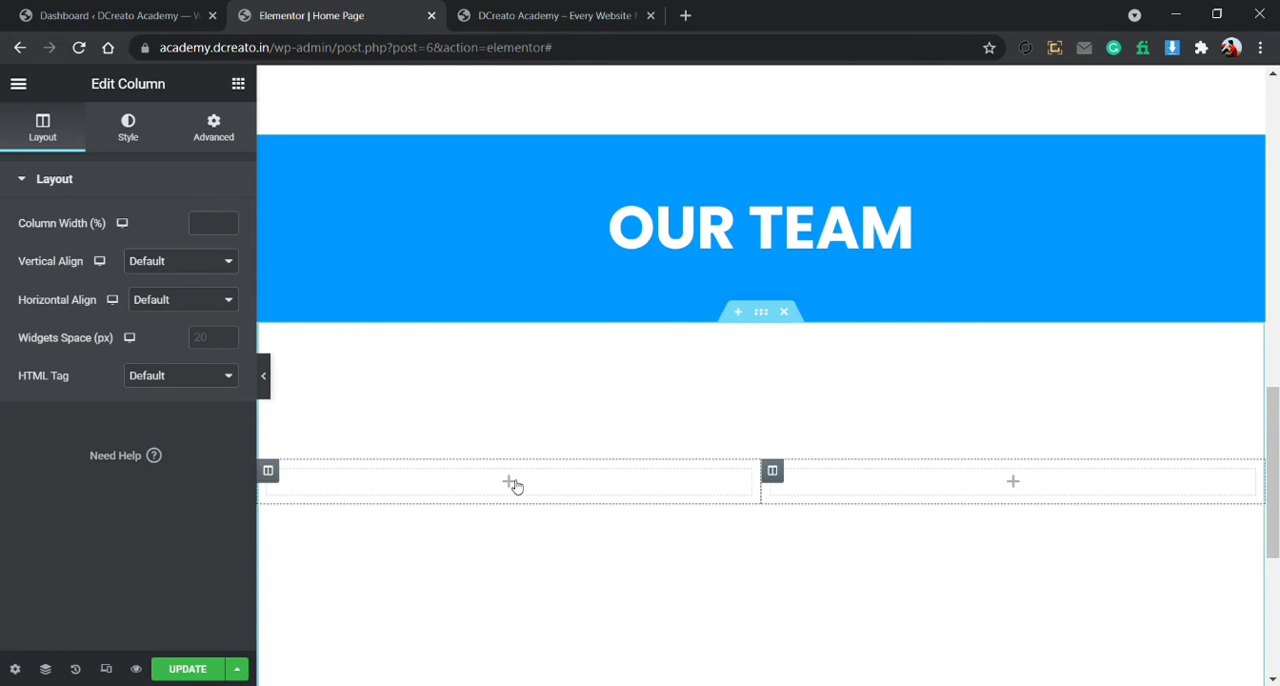 Dashboard ‹ DCreato Academy — W
Elementor | Home Page
DCreato Academy – Every Website
academy.dcreato.in/wp-admin/post.php?post=6&action=elementor#
Edit Column
Layout
Style
Advanced
Layout
Column Width (%)
Vertical Align
Default
Horizontal Align
Default
Widgets Space (px)
20
HTML Tag
Default
Need Help ?
UPDATE
OUR TEAM